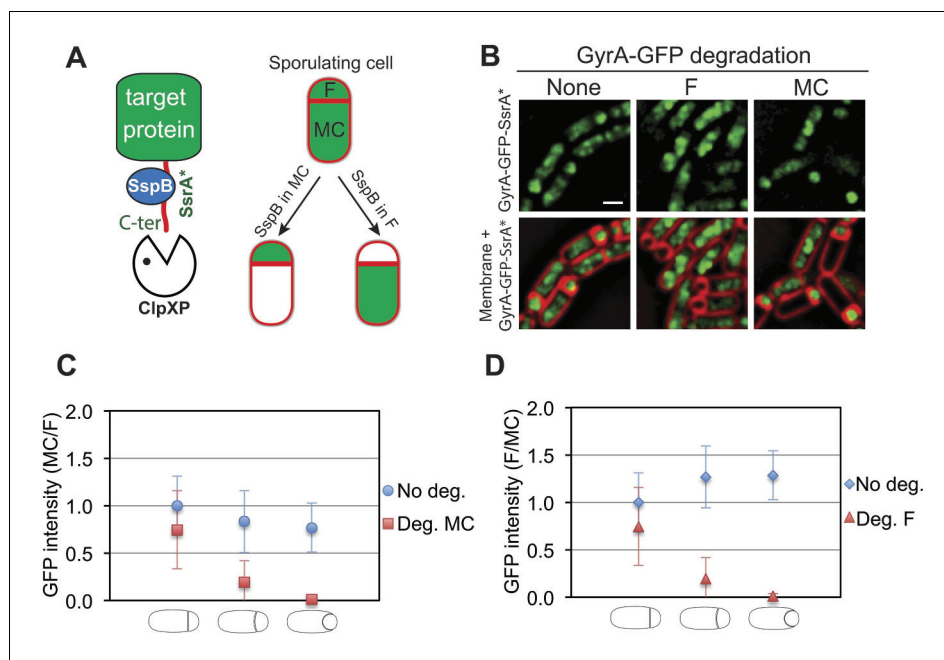 A
target
protein
SspB
SsrA*
C-ter
ClpXP
Sporulating cell
F
MC
SspB in MC
SspB in F
B
GyrA-GFP degradation
None F MC
GyrA-GFP-SsrA*
Membrane +
GyrA-GFP-SsrA*
C
GFP intensity (MC/F)
2.0
1.5
1.0
0.5
0.0
No deg.
Deg. MC
D
GFP intensity (F/MC)
2.0
1.5
1.0
0.5
0.0
No deg.
Deg. F